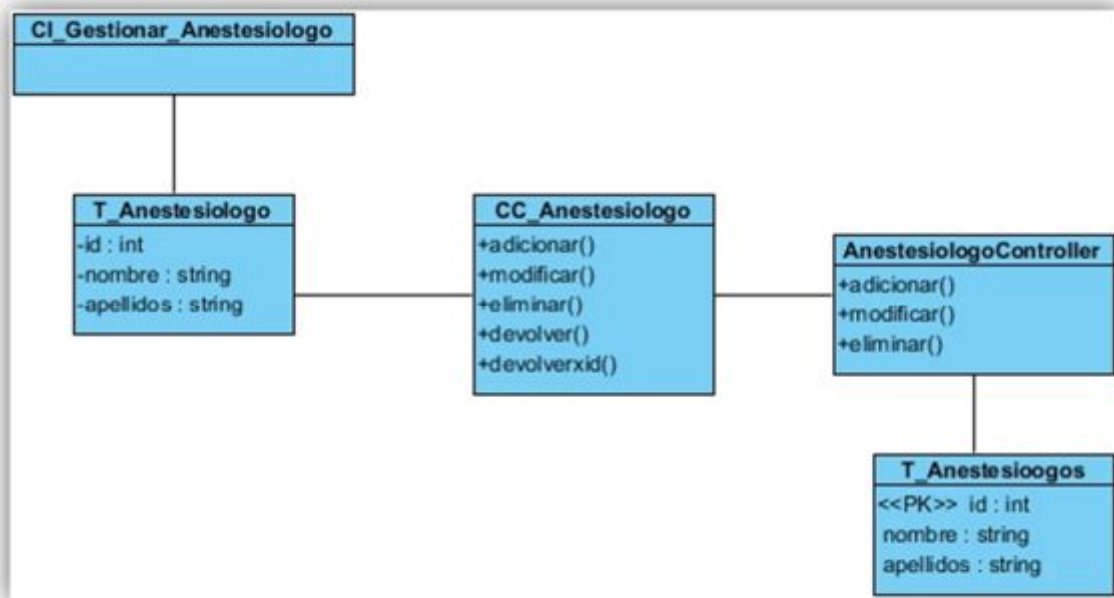 CI_Gestionar_Anestesiologo
T_Anestesiologo
-id : int
-nombre : string
-apellidos : string
CC_Anestesiologo
+adicionar()
+modificar()
+eliminar()
+devolver()
+devolverxid()
AnestesiologoController
+adicionar()
+modificar()
+eliminar()
T_Anestesioogos
<<PK>> id : int
nombre : string
apellidos : string